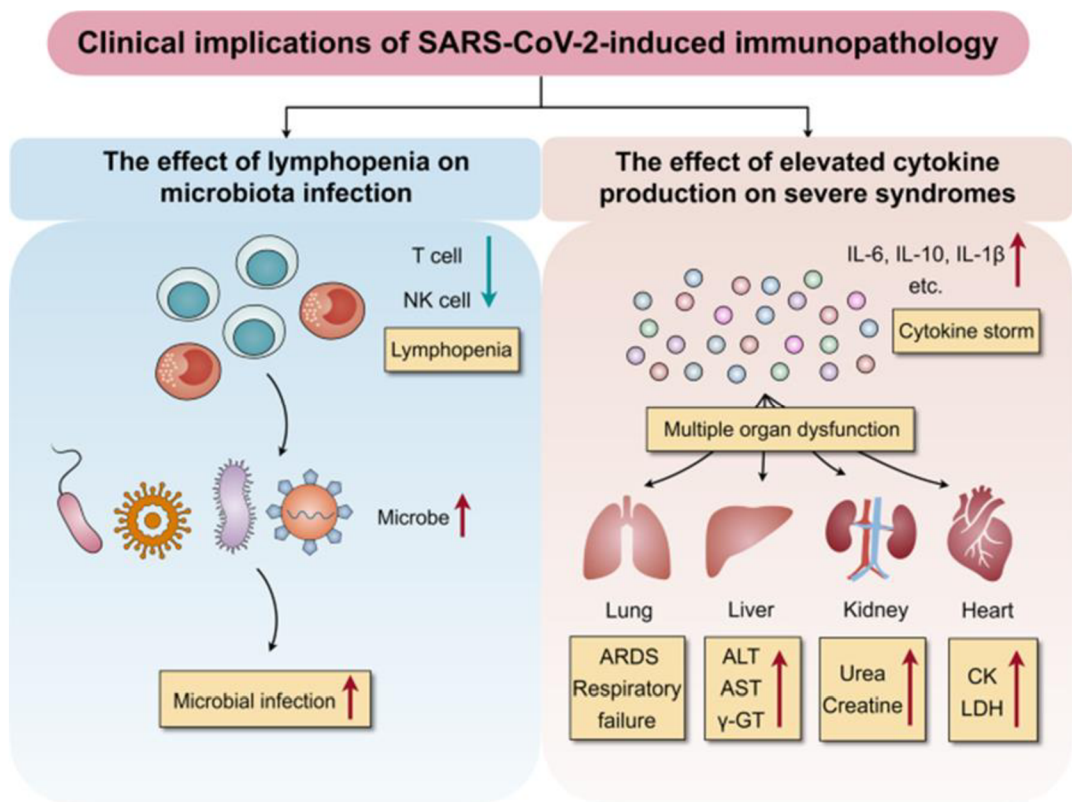 Clinical implications of SARS-CoV-2-induced immunopathology
The effect of lymphopenia on
microbiota infection
T cell
NK cell
Lymphopenia
Microbe
Microbial infection
The effect of elevated cytokine
production on severe syndromes
IL-6, IL-10, IL-1β
etc.
Cytokine storm
Multiple organ dysfunction
Lung
Liver
Kidney
Heart
ARDS
Respiratory
failure
ALT
AST
γ-GT
Urea
Creatine
CK
LDH